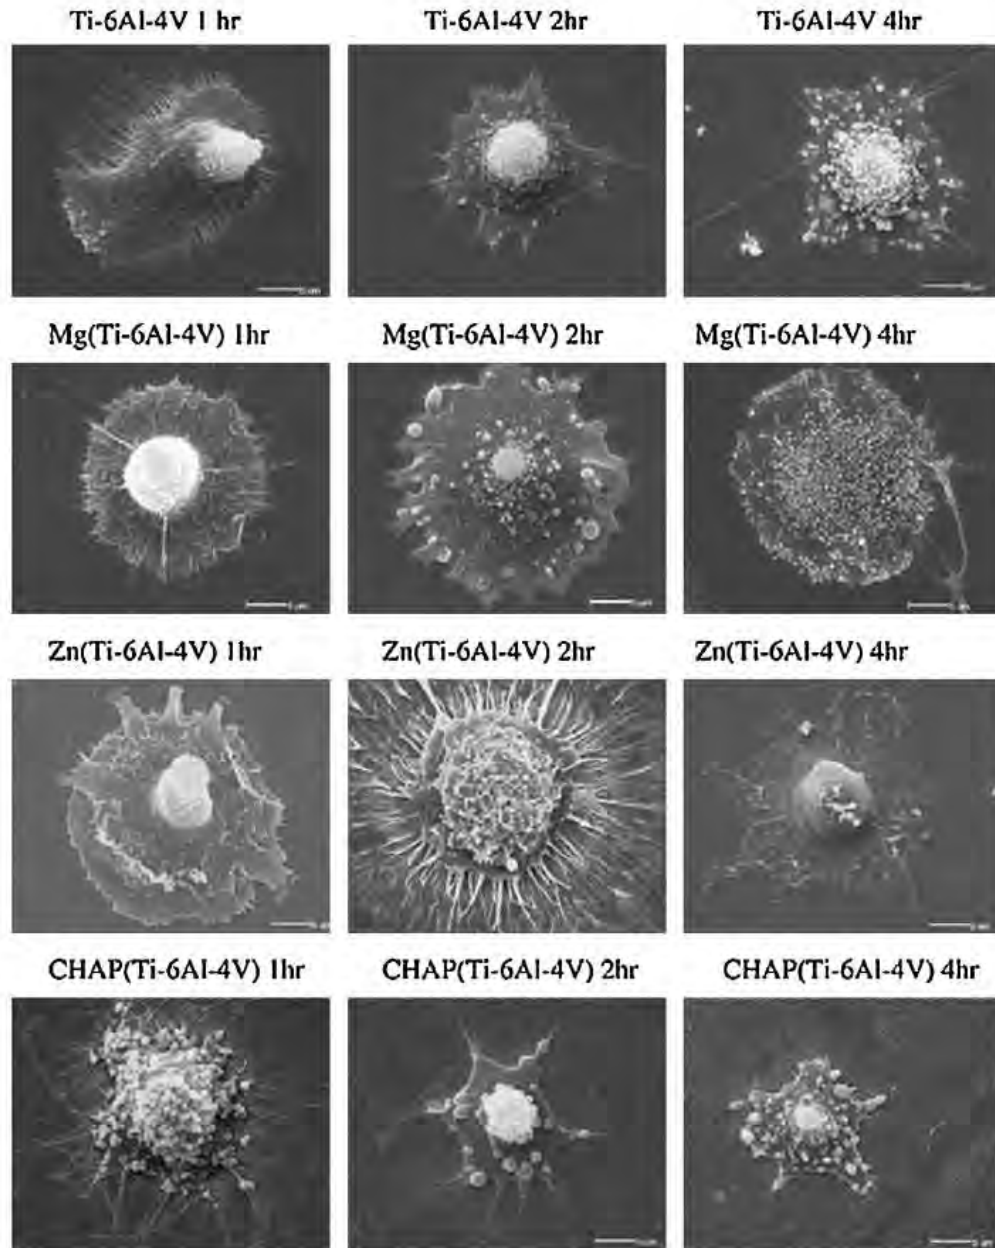 Ti-6Al-4V 1 hr
Ti-6Al-4V 2hr
Ti-6Al-4V 4hr
Mg(Ti-6Al-4V) 1hr
Mg(Ti-6Al-4V) 2hr
Mg(Ti-6Al-4V) 4hr
Zn(Ti-6Al-4V) 1hr
Zn(Ti-6Al-4V) 2hr
Zn(Ti-6Al-4V) 4hr
CHAP(Ti-6Al-4V) 1hr
CHAP(Ti-6Al-4V) 2hr
CHAP(Ti-6Al-4V) 4hr